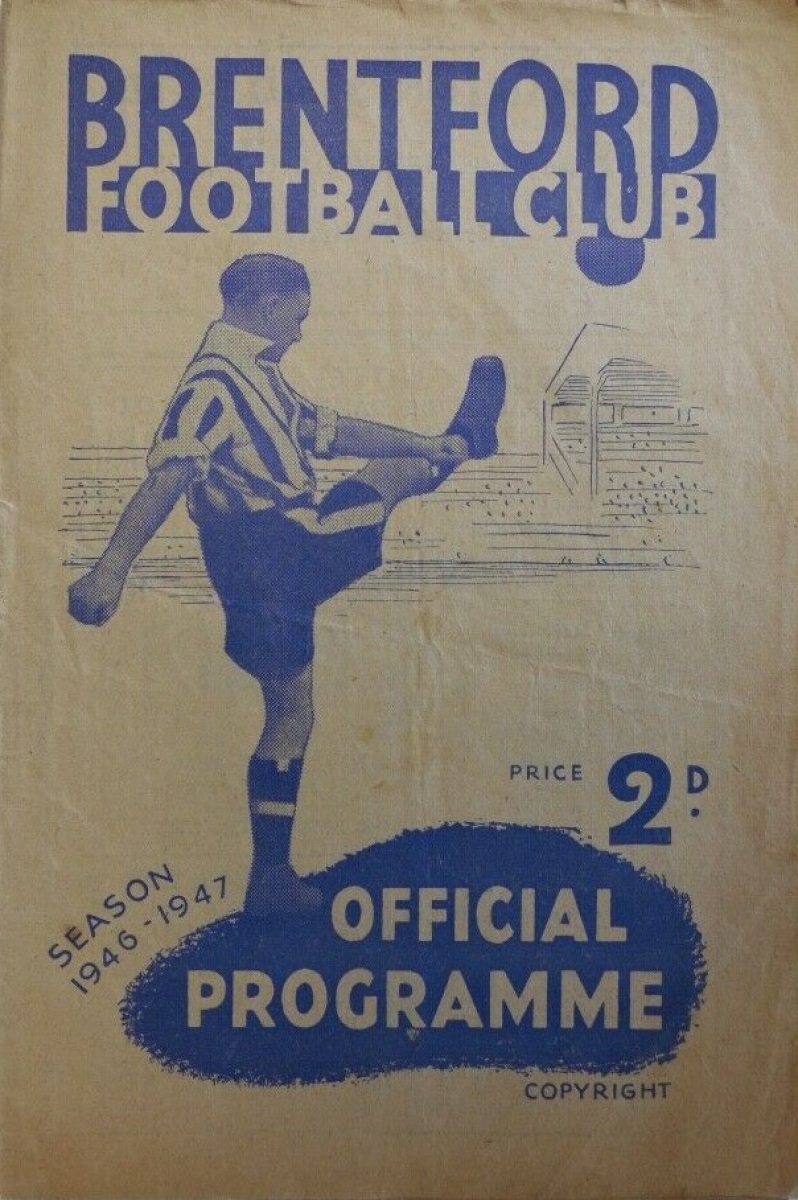 BRENTFORD
FOOTBALL CLUB
PRICE 2D.
SEASON
1946-1947
OFFICIAL
PROGRAMME
COPYRIGHT